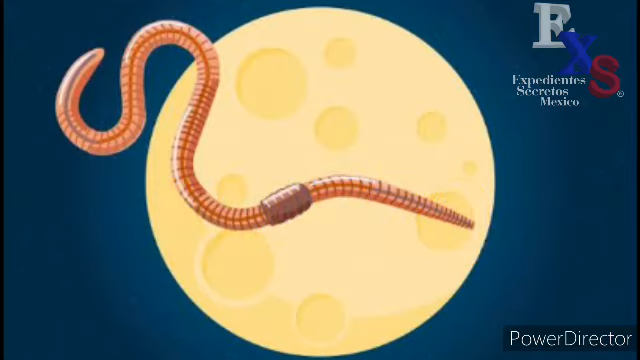 EXS
Expedientes
Secretos
Mexico
®
PowerDirector